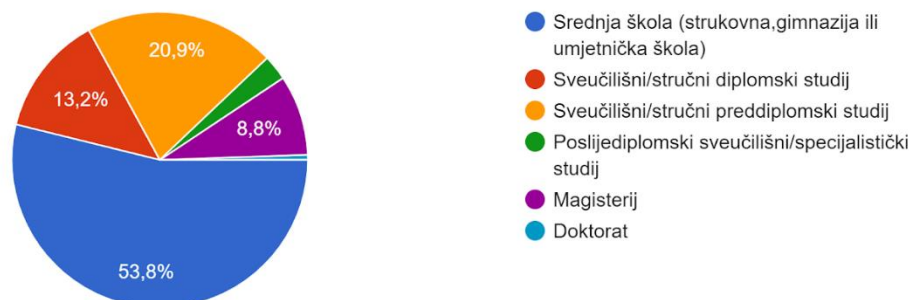 20,9%
13,2%
8,8%
53,8%
Srednja škola (strukovna,gimnazija ili
umjetnička škola)
Sveučilišni/stručni diplomski studij
Sveučilišni/stručni preddiplomski studij
Poslijediplomski sveučilišni/specijalistički
studij
Magisterij
Doktorat